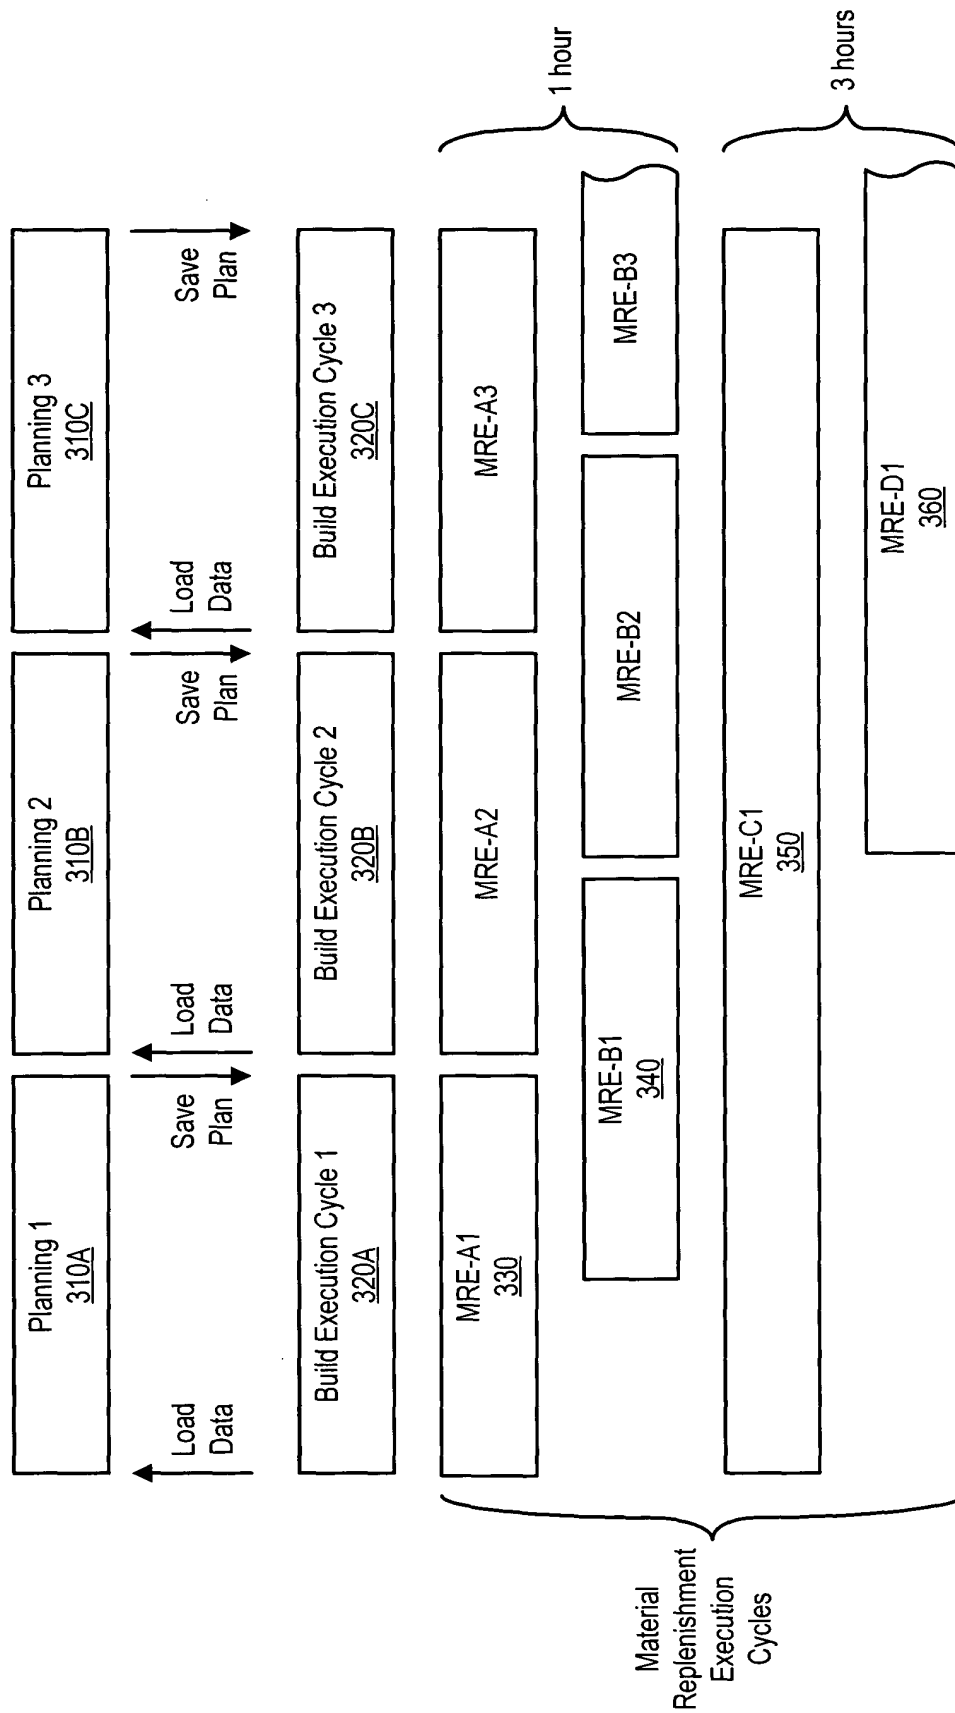 Planning 1
310A
Planning 2
310B
Planning 3
310C
Load
Data
Save
Plan
Load
Data
Save
Plan
Load
Data
Save
Plan
Build Execution Cycle 1
320A
Build Execution Cycle 2
320B
Build Execution Cycle 3
320C
MRE-A1
330
MRE-A2
MRE-A3
1 hour
MRE-B1
340
MRE-B2
MRE-B3
Material
Replenishment
Execution
Cycles
MRE-C1
350
3 hours
MRE-D1
360